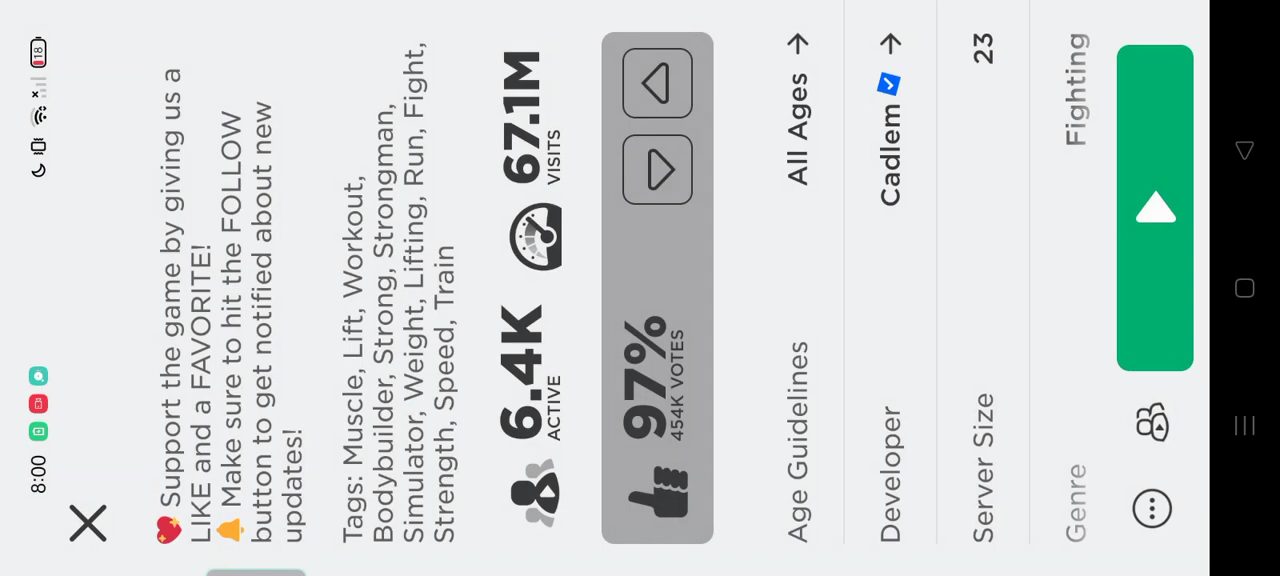 8:00
18
💖 Support the game by giving us a
LIKE and a FAVORITE!
🔔 Make sure to hit the FOLLOW
button to get notified about new
updates!
Tags: Muscle, Lift, Workout,
Bodybuilder, Strong, Strongman,
Simulator, Weight, Lifting, Run, Fight,
Strength, Speed, Train
6.4K 67.1M
ACTIVE VISITS
97%
454K VOTES
Age Guidelines All Ages →
Developer Cadlem →
Server Size 23
Genre Fighting